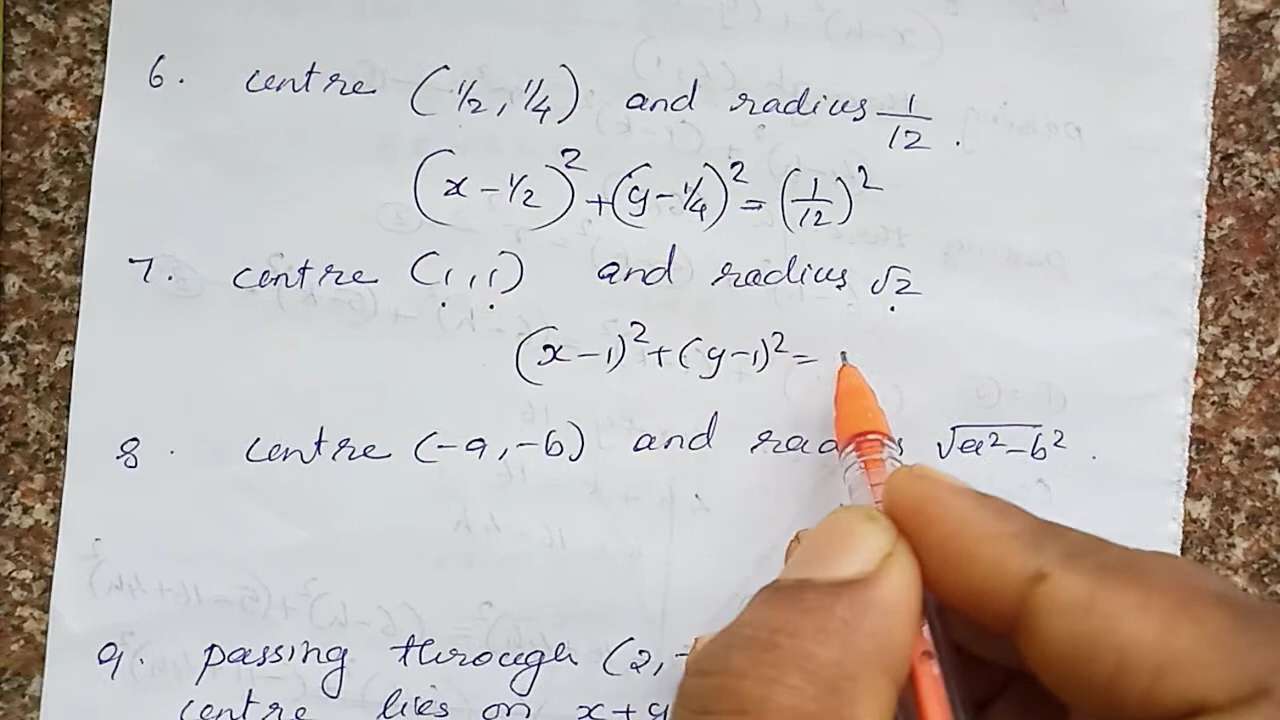 6. centre (1/2, 1/4) and radius 1/12.
(x - 1/2)² + (y - 1/4)² = (1/12)²
7. centre (1, 1) and radius √2
(x - 1)² + (y - 1)² =
8. centre (-a, -b) and √a² - b².
9. passing through (2, -
centre lies on x + y